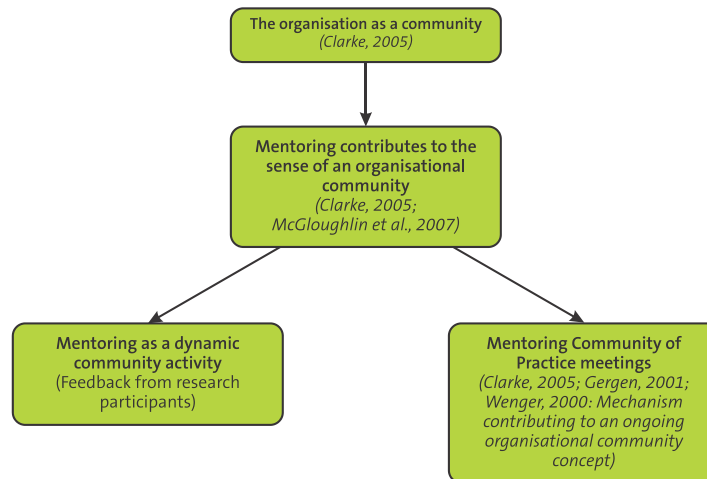 The organisation as a community
(Clarke, 2005)
Mentoring contributes to the
sense of an organisational
community
(Clarke, 2005;
McGloughlin et al., 2007)
Mentoring as a dynamic
community activity
(Feedback from research
participants)
Mentoring Community of
Practice meetings
(Clarke, 2005; Gergen, 2001;
Wenger, 2000: Mechanism
contributing to an ongoing
organisational community
concept)